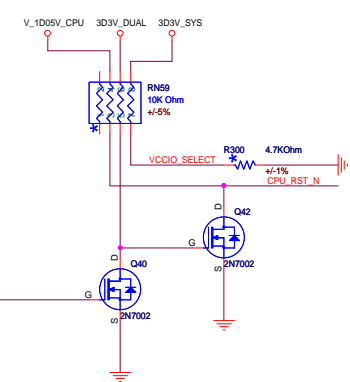 V_1D05V_CPU 3D3V_DUAL 3D3V_SYS
RN59
10K Ohm
+/-5%
*
R300 4.7KOhm
*
VCCIO_SELECT
+/-1%
CPU_RST_N
D
Q42
G
S
2N7002
D
Q40
G
S
2N7002